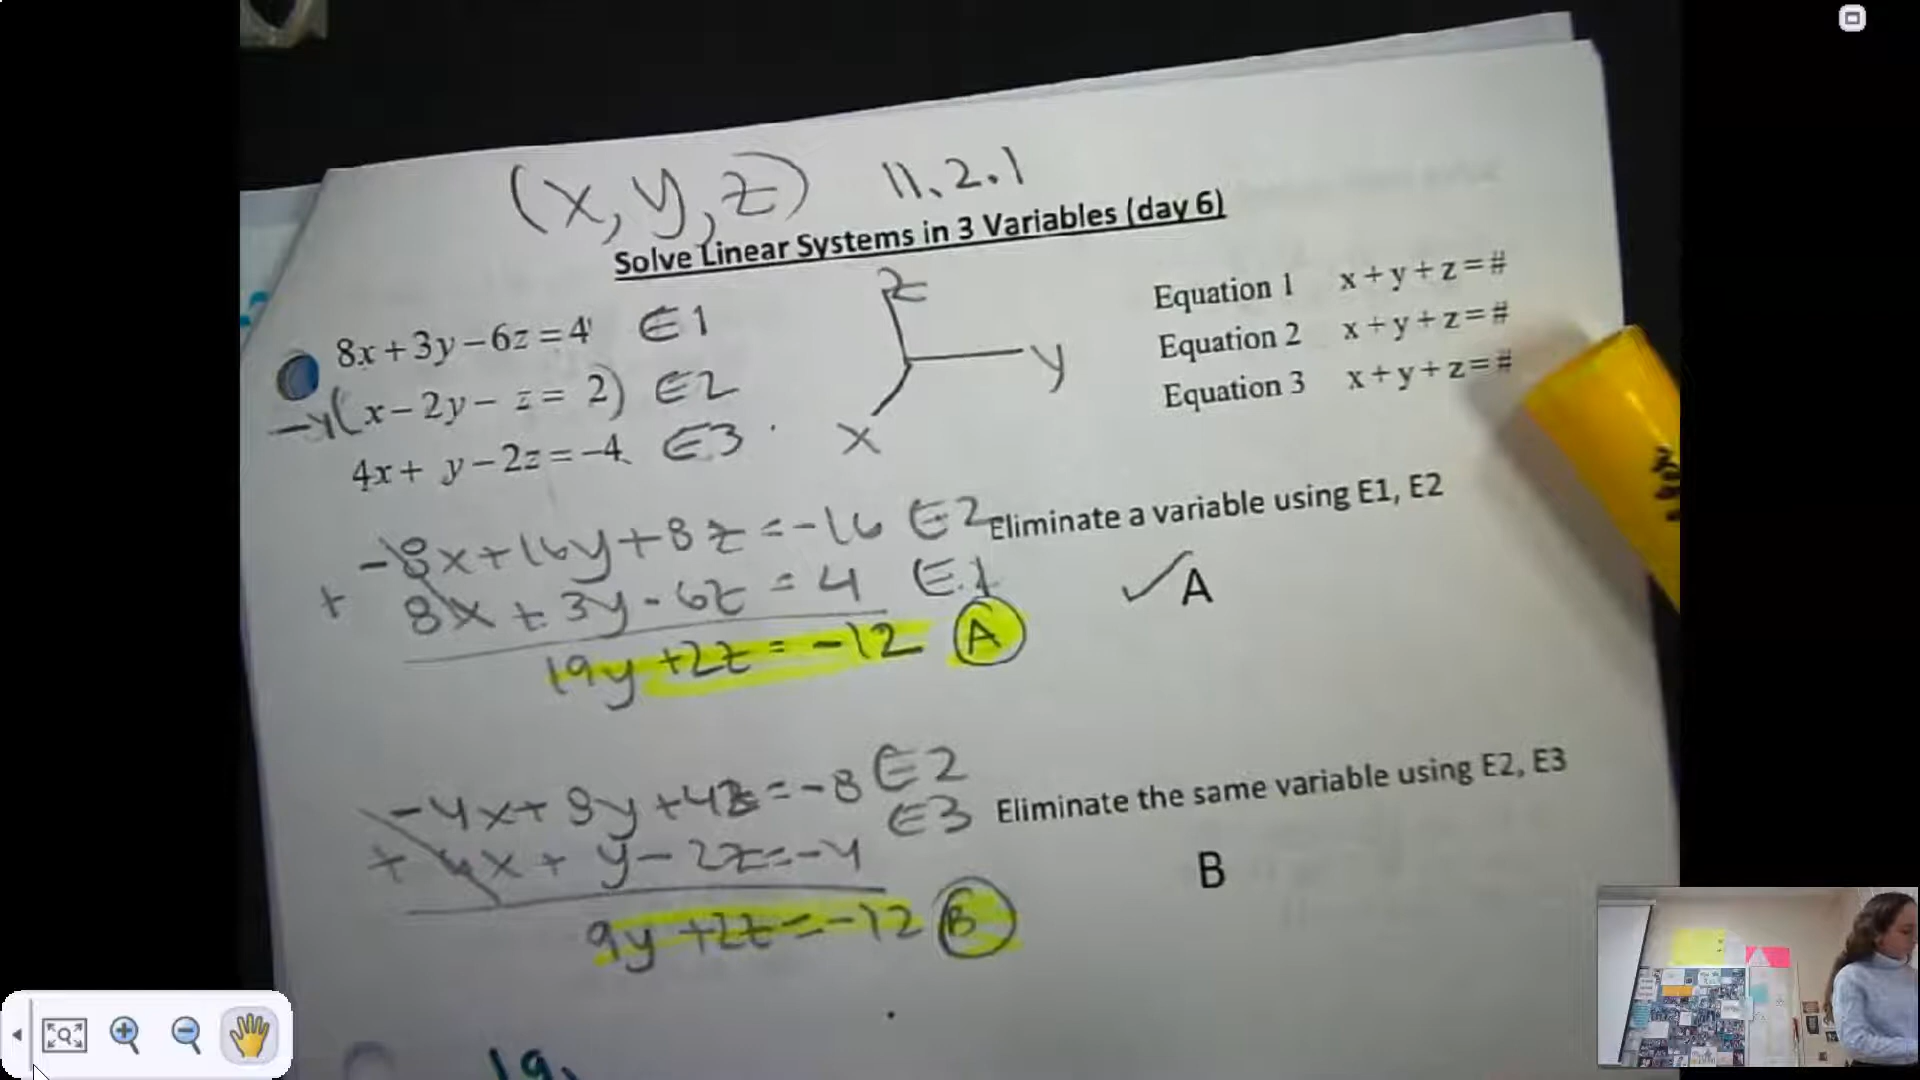 (x, y, z) 11.2.1
Solve Linear Systems in 3 Variables (day 6)
z
y
x
8x+3y-6z=4 E1
-4(x-2y- z= 2) E2
4x+ y-2z=-4 E3
Equation 1 x+y+z=#
Equation 2 x+y+z=#
Equation 3 x+y+z=#
-8x+16y+8z=-16 E2
+ 8x+3y-6z=4 E1
19y+2z=-12 A
Eliminate a variable using E1, E2
✓A
-4x+8y+4z=-8 E2
+ 4x+ y-2z=-4 E3
9y+2z=-12 B
Eliminate the same variable using E2, E3
B